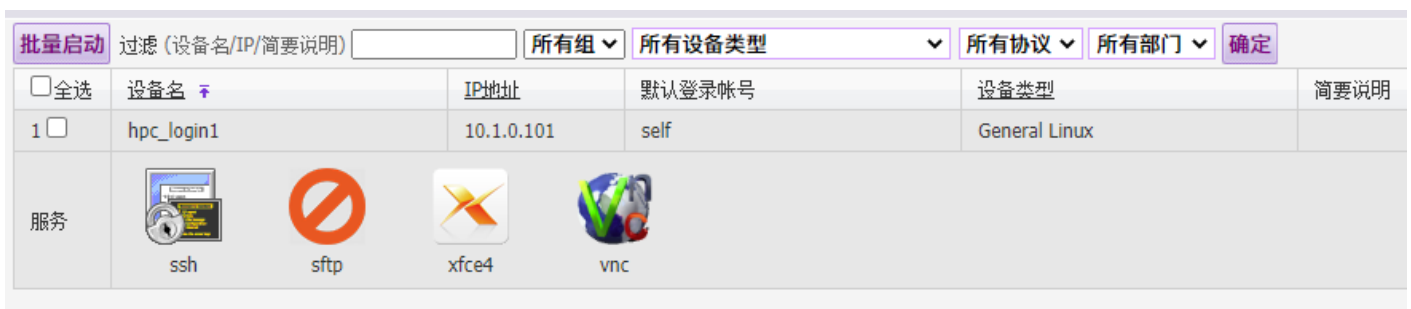 批量启动 过滤 (设备名/IP/简要说明) 所有组 所有设备类型 所有协议 所有部门 确定
全选 设备名 IP地址 默认登录帐号 设备类型 简要说明
1 hpc_login1 10.1.0.101 self General Linux
服务
ssh sftp xfce4 vnc